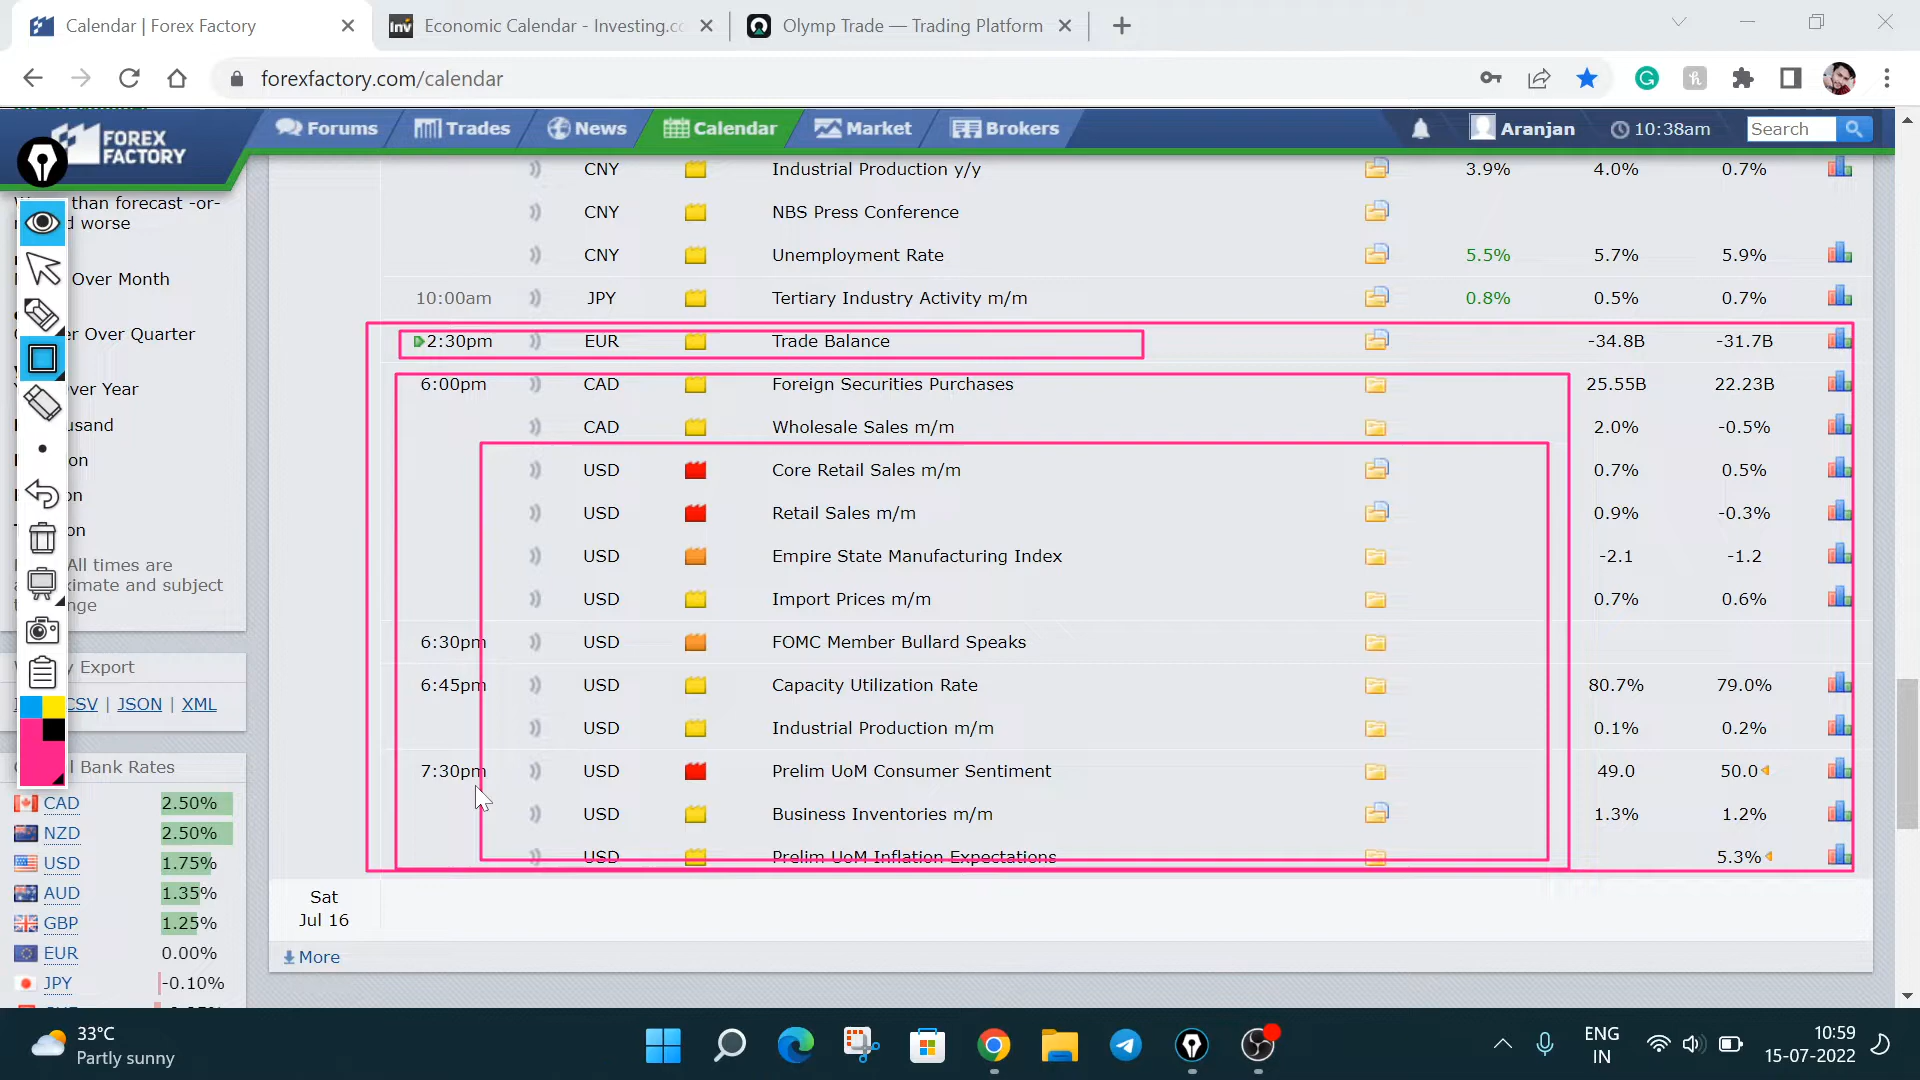 Calendar | Forex Factory
Economic Calendar - Investing.c
Olymp Trade — Trading Platform
forexfactory.com/calendar
FOREX FACTORY
Forums
Trades
News
Calendar
Market
Brokers
Aranjan
10:38am
Search
than forecast -or-
worse
Over Month
er Over Quarter
ver Year
usand
on
on
on
All times are
ximate and subject
nge
y Export
CSV | JSON | XML
l Bank Rates
CAD 2.50%
NZD 2.50%
USD 1.75%
AUD 1.35%
GBP 1.25%
EUR 0.00%
JPY -0.10%
CNY Industrial Production y/y 3.9% 4.0% 0.7%
CNY NBS Press Conference
CNY Unemployment Rate 5.5% 5.7% 5.9%
10:00am JPY Tertiary Industry Activity m/m 0.8% 0.5% 0.7%
2:30pm EUR Trade Balance -34.8B -31.7B
6:00pm CAD Foreign Securities Purchases 25.55B 22.23B
CAD Wholesale Sales m/m 2.0% -0.5%
USD Core Retail Sales m/m 0.7% 0.5%
USD Retail Sales m/m 0.9% -0.3%
USD Empire State Manufacturing Index -2.1 -1.2
USD Import Prices m/m 0.7% 0.6%
6:30pm USD FOMC Member Bullard Speaks
6:45pm USD Capacity Utilization Rate 80.7% 79.0%
USD Industrial Production m/m 0.1% 0.2%
7:30pm USD Prelim UoM Consumer Sentiment 49.0 50.0
USD Business Inventories m/m 1.3% 1.2%
USD Prelim UoM Inflation Expectations 5.3%
Sat
Jul 16
More
33°C
Partly sunny
ENG
IN
10:59
15-07-2022